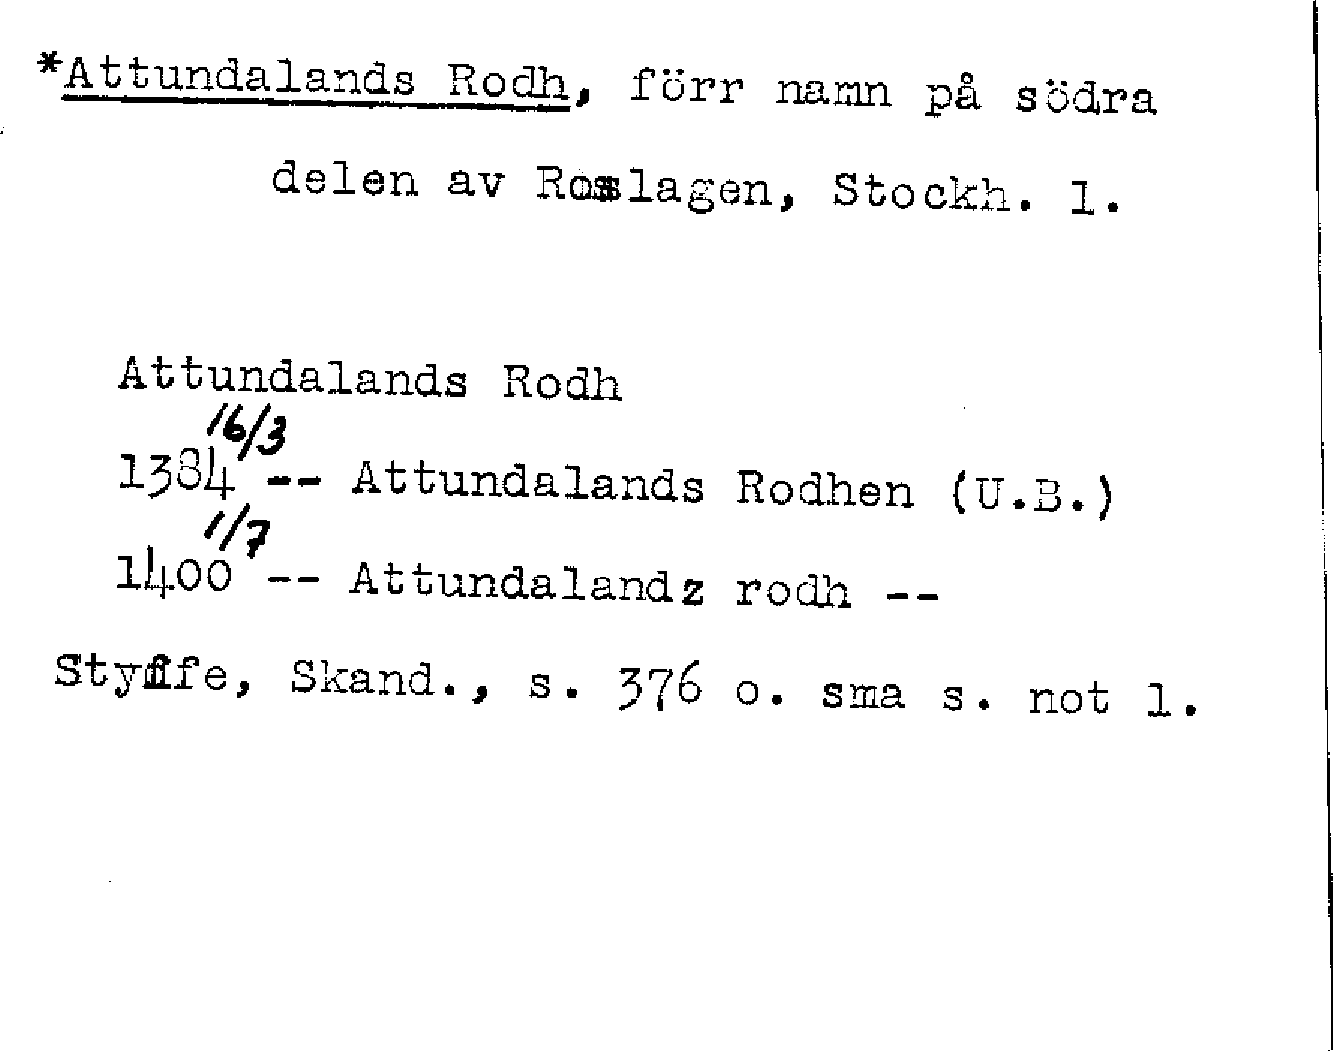 *Attundalands Rodh, förr namn på södra
delen av Roslagen, Stockh. l.
Attundalands Rodh
16/3
1384 -- Attundalands Rodhen (U.B.)
1/7
1400 -- Attundalandz rodh --
Styffe, Skand., s. 376 o. sma s. not 1.